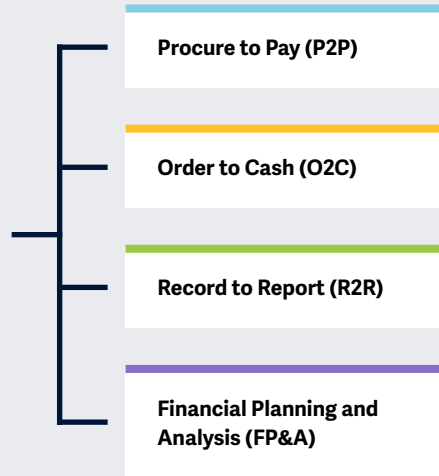 Procure to Pay (P2P)
Order to Cash (O2C)
Record to Report (R2R)
Financial Planning and
Analysis (FP&A)